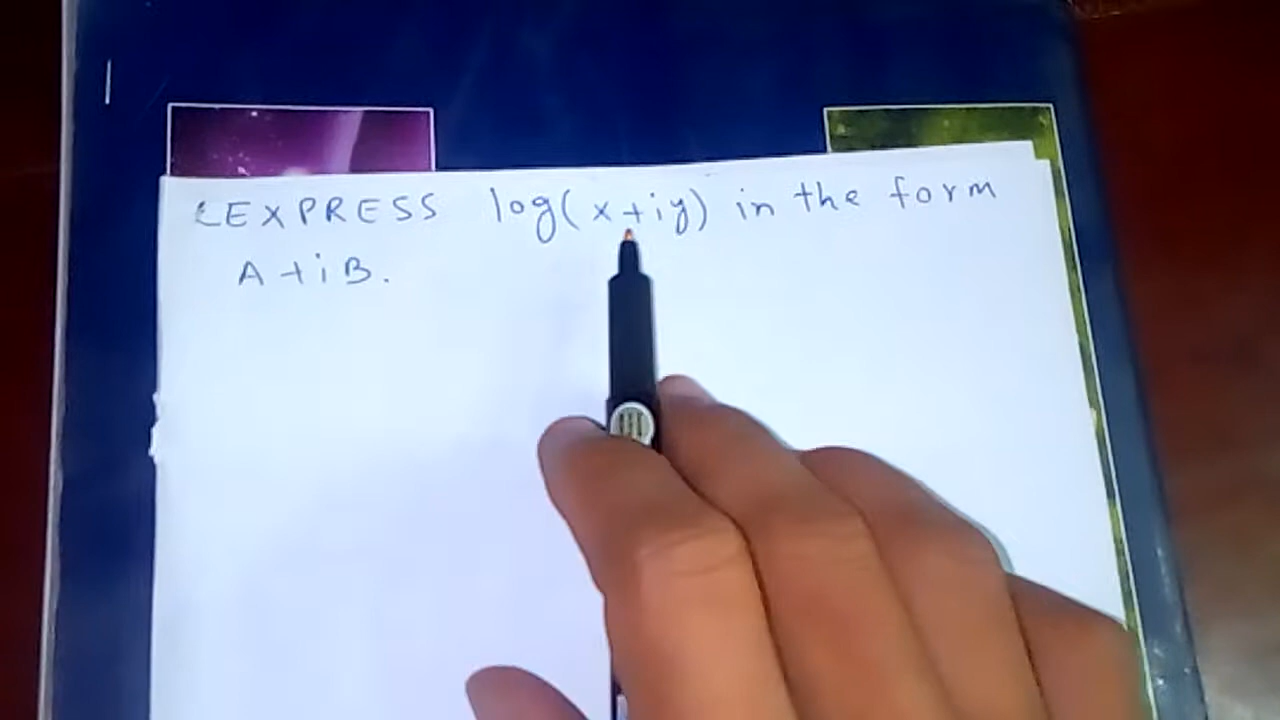 EXPRESS log(x+iy) in the form
A+iB.